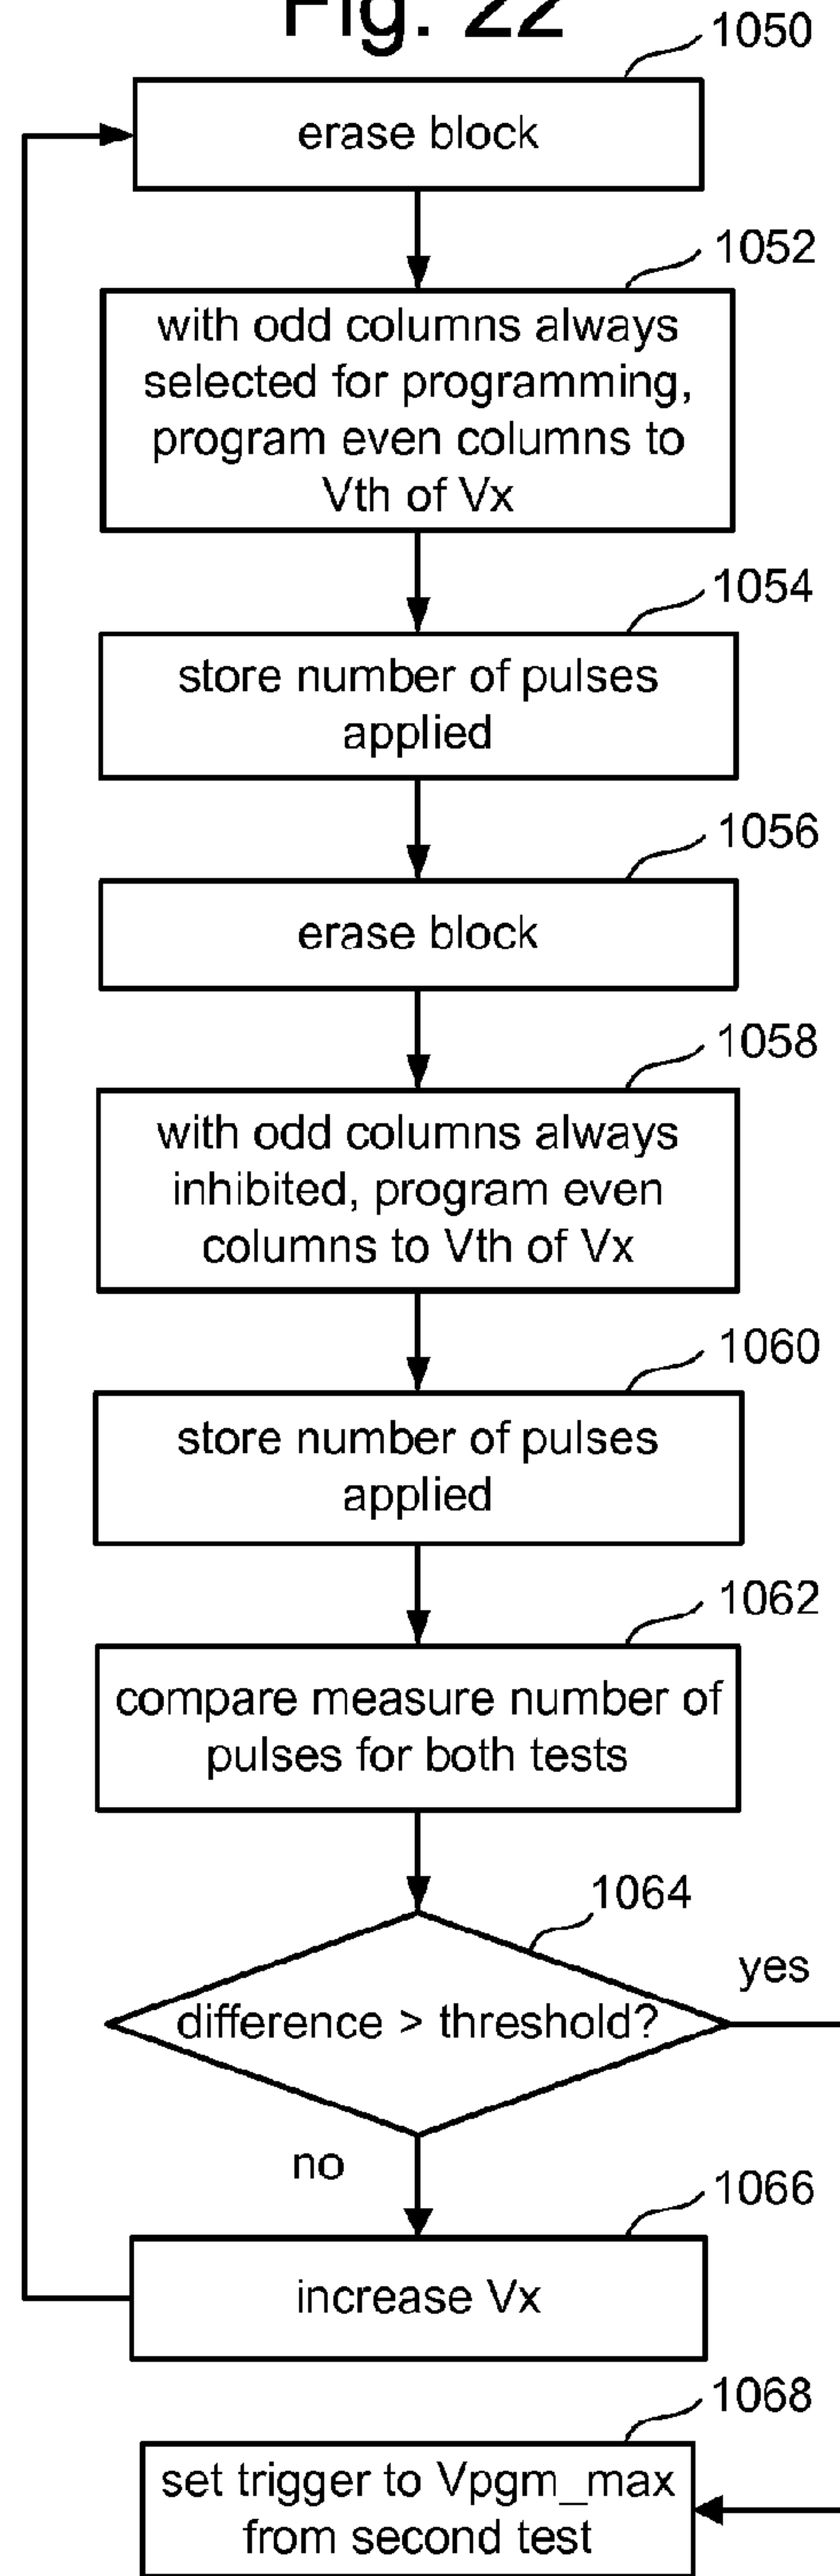 Fig. 22
1050
erase block
1052
with odd columns always
selected for programming,
program even columns to
Vth of Vx
1054
store number of pulses
applied
1056
erase block
1058
with odd columns always
inhibited, program even
columns to Vth of Vx
1060
store number of pulses
applied
1062
compare measure number of
pulses for both tests
1064
difference > threshold?
yes
no
1066
increase Vx
1068
set trigger to Vpgm_max
from second test